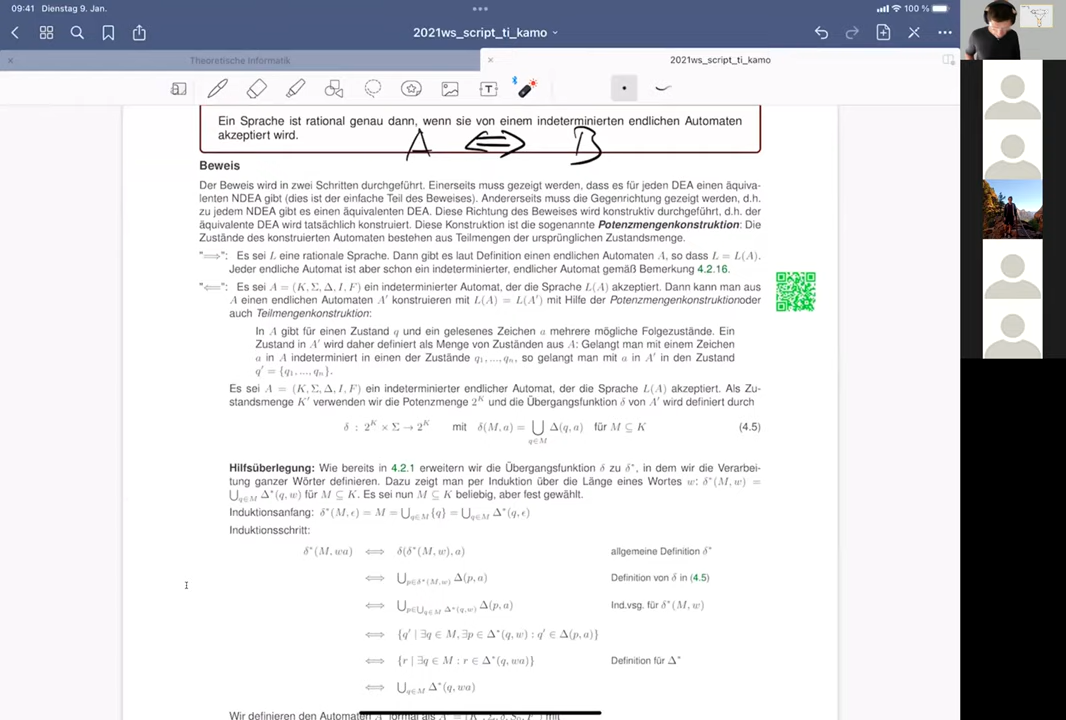 09:41 Dienstag 9. Jan.
100 %
2021ws_script_ti_kamo
Theoretische Informatik
2021ws_script_ti_kamo
Ein Sprache ist rational genau dann, wenn sie von einem indeterminierten endlichen Automaten
akzeptiert wird.
A ⟺ B
Beweis
Der Beweis wird in zwei Schritten durchgeführt. Einerseits muss gezeigt werden, dass es für jeden DEA einen äquiva-
lenten NDEA gibt (dies ist der einfache Teil des Beweises). Andererseits muss die Gegenrichtung gezeigt werden, d.h.
zu jedem NDEA gibt es einen äquivalenten DEA. Diese Richtung des Beweises wird konstruktiv durchgeführt, d.h. der
äquivalente DEA wird tatsächlich konstruiert. Diese Konstruktion ist die sogenannte Potenzmengenkonstruktion: Die
Zustände des konstruierten Automaten bestehen aus Teilmengen der ursprünglichen Zustandsmenge.
"⟹": Es sei L eine rationale Sprache. Dann gibt es laut Definition einen endlichen Automaten A, so dass L = L(A).
Jeder endliche Automat ist aber schon ein indeterminierter, endlicher Automat gemäß Bemerkung 4.2.16.
"⟸": Es sei A = (K, Σ, Δ, I, F) ein indeterminierter Automat, der die Sprache L(A) akzeptiert. Dann kann man aus
A einen endlichen Automaten A′ konstruieren mit L(A) = L(A′) mit Hilfe der Potenzmengenkonstruktionoder
auch Teilmengenkonstruktion:
In A gibt für einen Zustand q und ein gelesenes Zeichen a mehrere mögliche Folgezustände. Ein
Zustand in A′ wird daher definiert als Menge von Zuständen aus A: Gelangt man mit einem Zeichen
a in A indeterminiert in einen der Zustände q₁, ..., qₙ, so gelangt man mit a in A′ in den Zustand
q′ = {q₁, ..., qₙ}.
Es sei A = (K, Σ, Δ, I, F) ein indeterminierter endlicher Automat, der die Sprache L(A) akzeptiert. Als Zu-
standsmenge K′ verwenden wir die Potenzmenge 2^K und die Übergangsfunktion δ von A′ wird definiert durch
δ : 2^K × Σ → 2^K mit δ(M, a) = ⋃_{q∈M} Δ(q, a) für M ⊆ K (4.5)
Hilfsüberlegung: Wie bereits in 4.2.1 erweitern wir die Übergangsfunktion δ zu δ*, in dem wir die Verarbei-
tung ganzer Wörter definieren. Dazu zeigt man per Induktion über die Länge eines Wortes w: δ*(M, w) =
⋃_{q∈M} Δ*(q, w) für M ⊆ K. Es sei nun M ⊆ K beliebig, aber fest gewählt.
Induktionsanfang: δ*(M, ϵ) = M = ⋃_{q∈M} {q} = ⋃_{q∈M} Δ*(q, ϵ)
Induktionsschritt:
δ*(M, wa) ⟺ δ(δ*(M, w), a) allgemeine Definition δ*
⟺ ⋃_{p∈δ*(M,w)} Δ(p, a) Definition von δ in (4.5)
⟺ ⋃_{p∈⋃_{q∈M} Δ*(q,w)} Δ(p, a) Ind.vsg. für δ*(M, w)
⟺ {q′ | ∃q ∈ M, ∃p ∈ Δ*(q, w) : q′ ∈ Δ(p, a)}
⟺ {r | ∃q ∈ M : r ∈ Δ*(q, wa)} Definition für Δ*
⟺ ⋃_{q∈M} Δ*(q, wa)
Wir definieren den Automaten A′ formal als A′ = (K′, Σ, δ, S₀, F′) mit